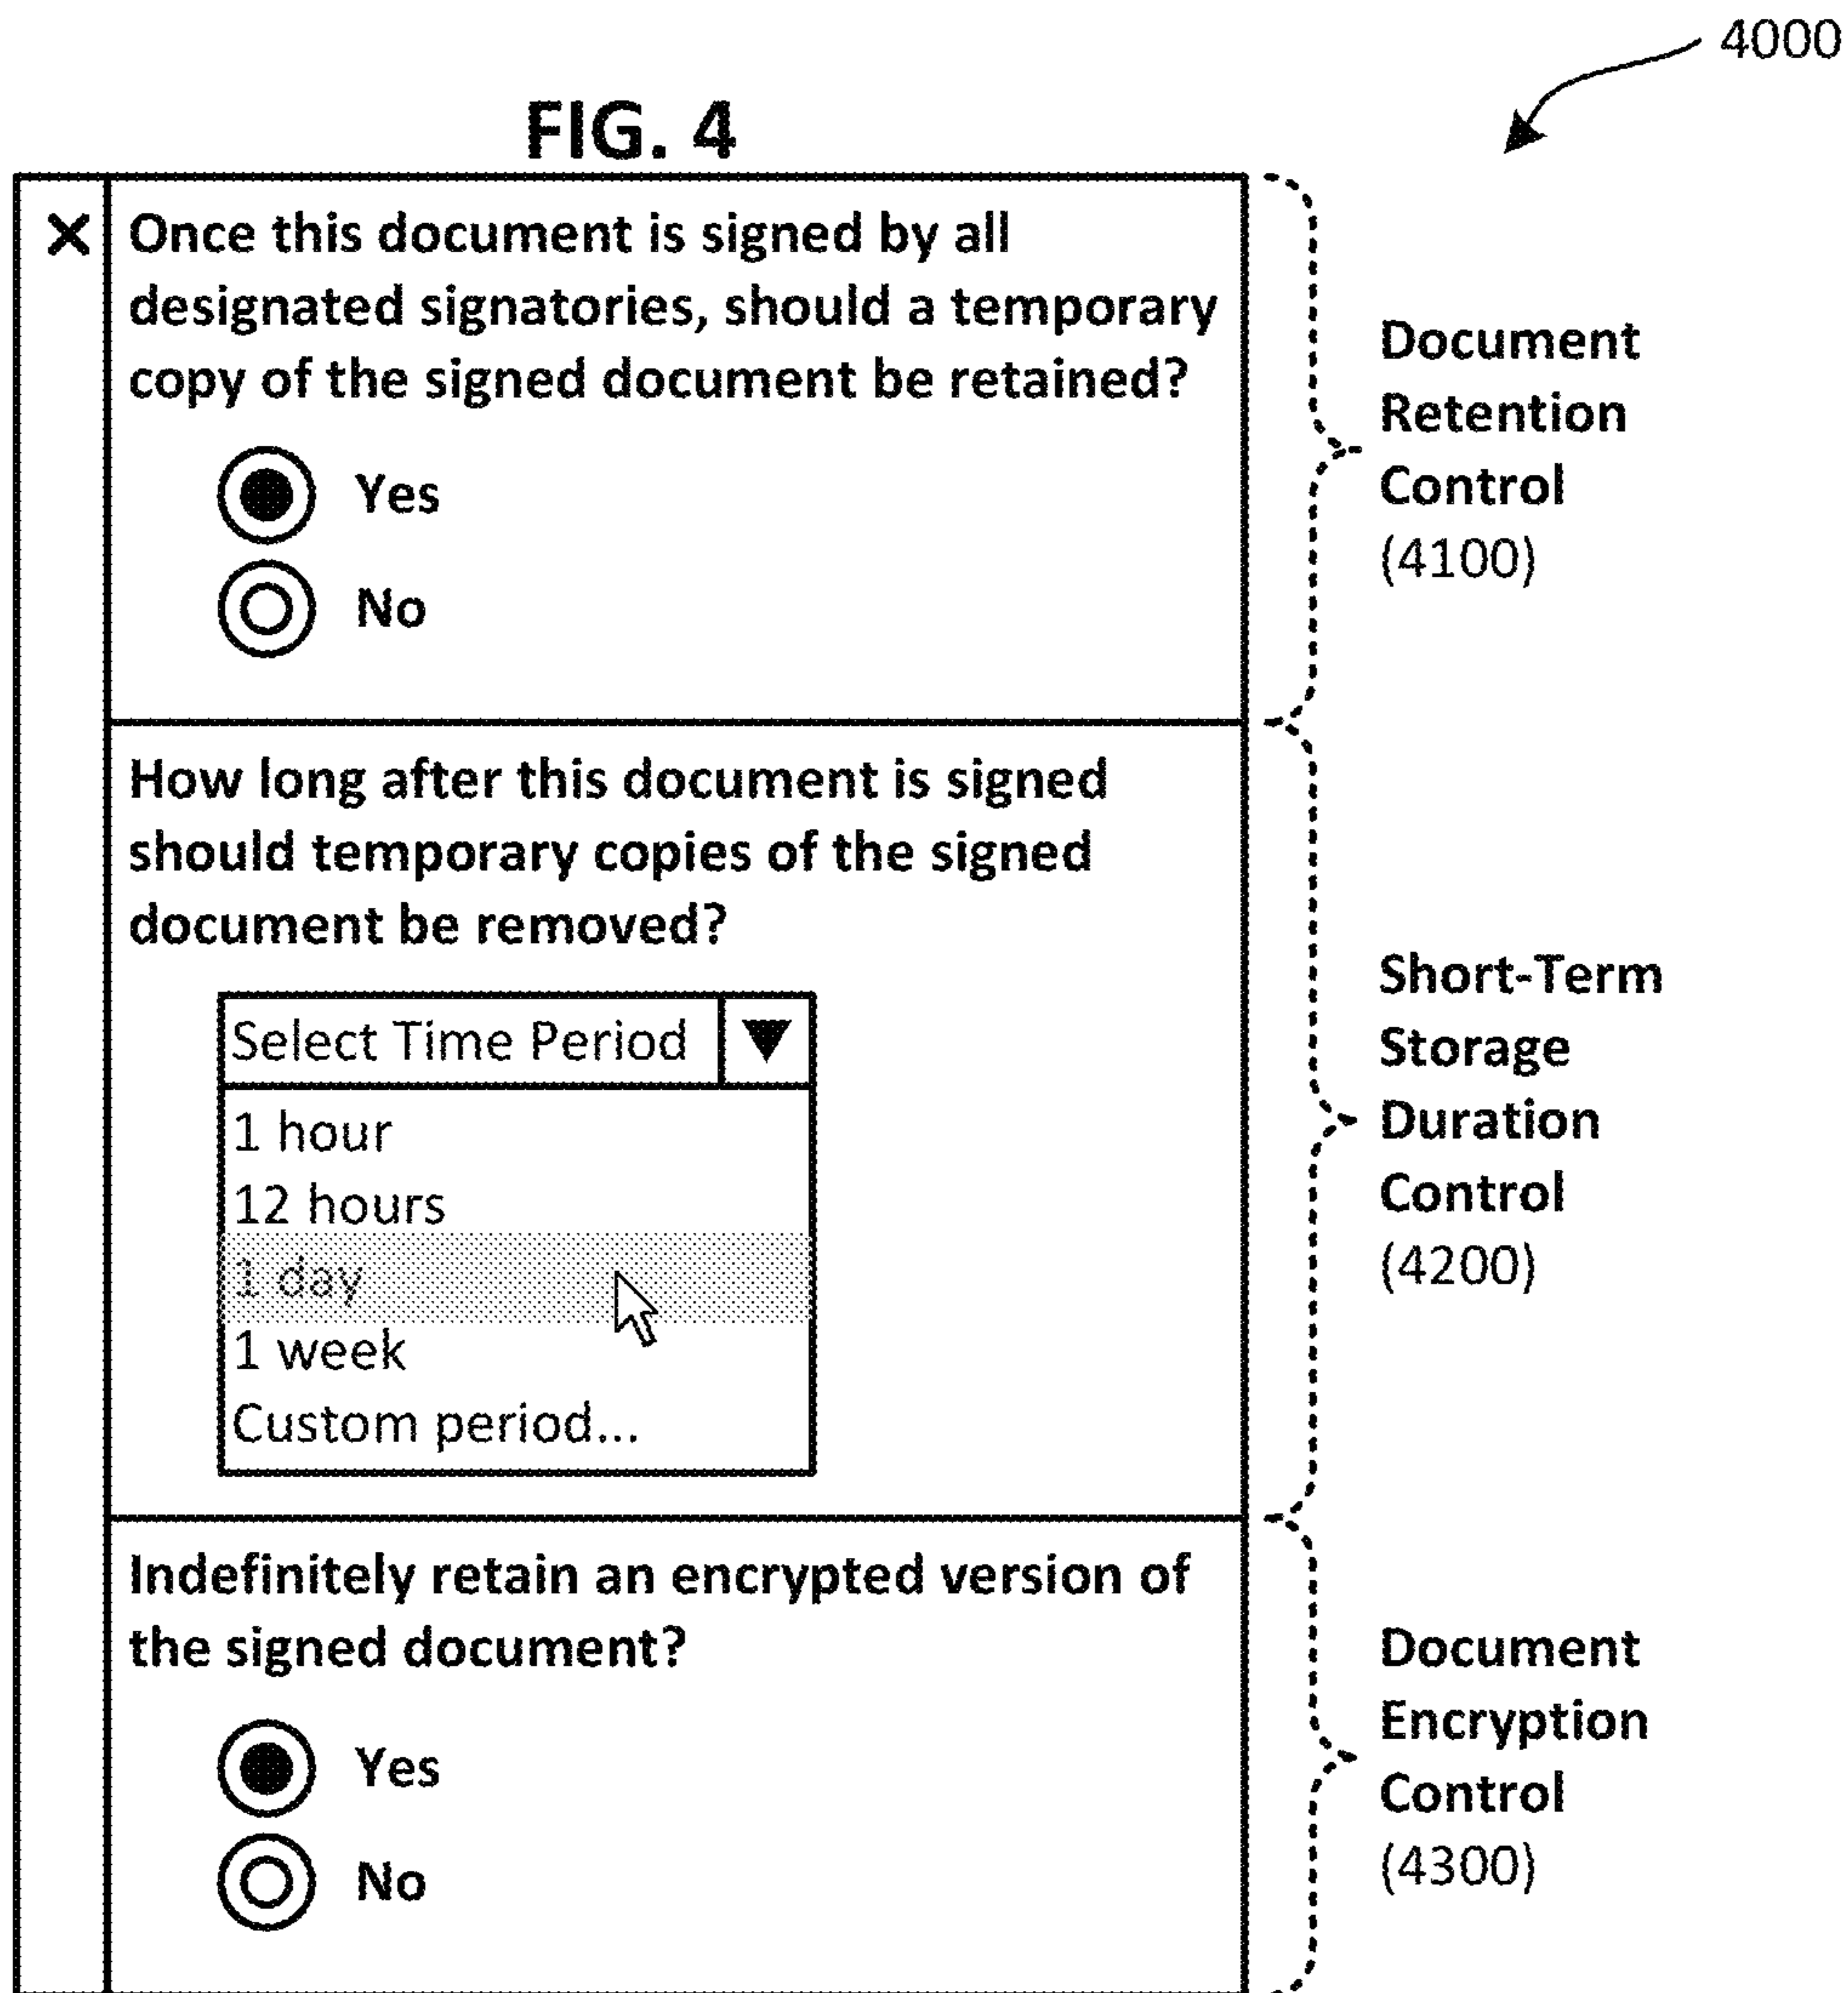 4000
FIG. 4
X
Once this document is signed by all
designated signatories, should a temporary
copy of the signed document be retained?
Yes
No
Document
Retention
Control
(4100)
How long after this document is signed
should temporary copies of the signed
document be removed?
Select Time Period
1 hour
12 hours
1 day
1 week
Custom period...
Short-Term
Storage
Duration
Control
(4200)
Indefinitely retain an encrypted version of
the signed document?
Yes
No
Document
Encryption
Control
(4300)